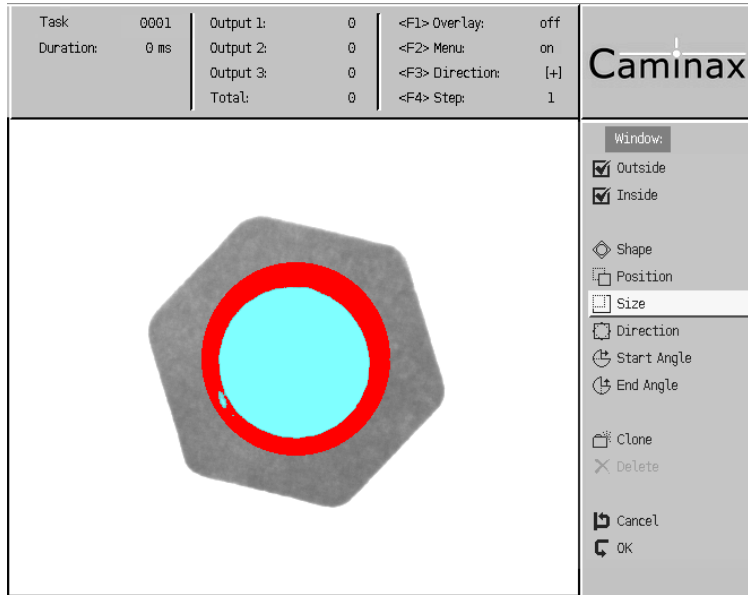 Task 0001
Duration: 0 ms
Output 1: 0
Output 2: 0
Output 3: 0
Total: 0
<F1> Overlay: off
<F2> Menu: on
<F3> Direction: [+]
<F4> Step: 1
Caminax
Window:
Outside
Inside
Shape
Position
Size
Direction
Start Angle
End Angle
Clone
Delete
Cancel
OK